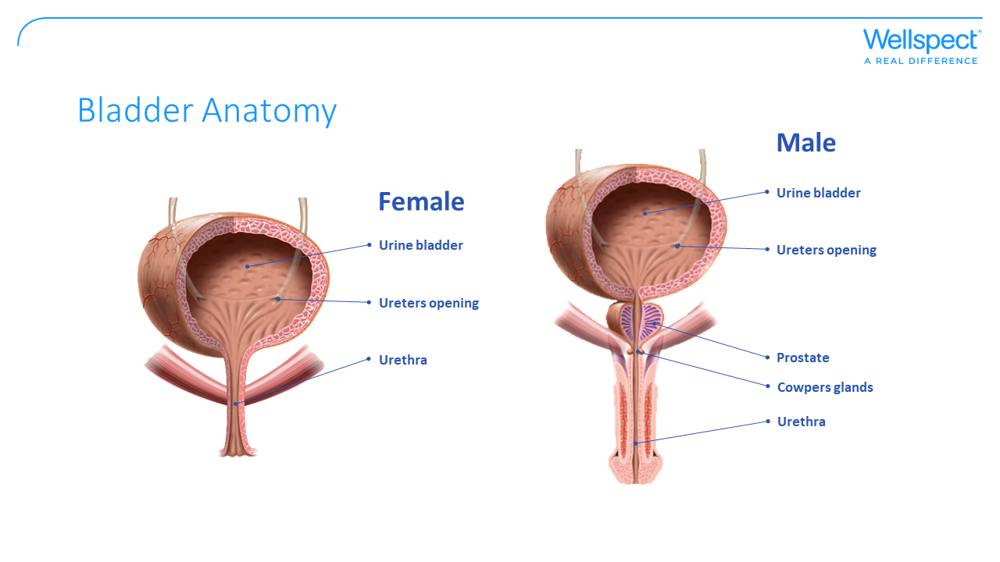 Wellspect®
A REAL DIFFERENCE
Bladder Anatomy
Female
Urine bladder
Ureters opening
Urethra
Male
Urine bladder
Ureters opening
Prostate
Cowpers glands
Urethra